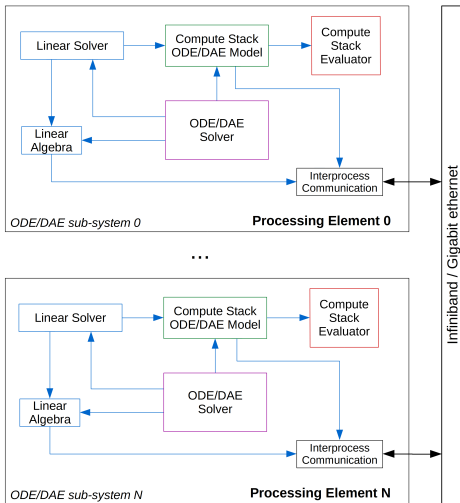 Linear Solver
Compute Stack
ODE/DAE Model
Compute
Stack
Evaluator
Linear
Algebra
ODE/DAE
Solver
Interprocess
Communication
ODE/DAE sub-system 0
Processing Element 0
...
Linear Solver
Compute Stack
ODE/DAE Model
Compute
Stack
Evaluator
Linear
Algebra
ODE/DAE
Solver
Interprocess
Communication
ODE/DAE sub-system N
Processing Element N
Infiniband / Gigabit ethernet